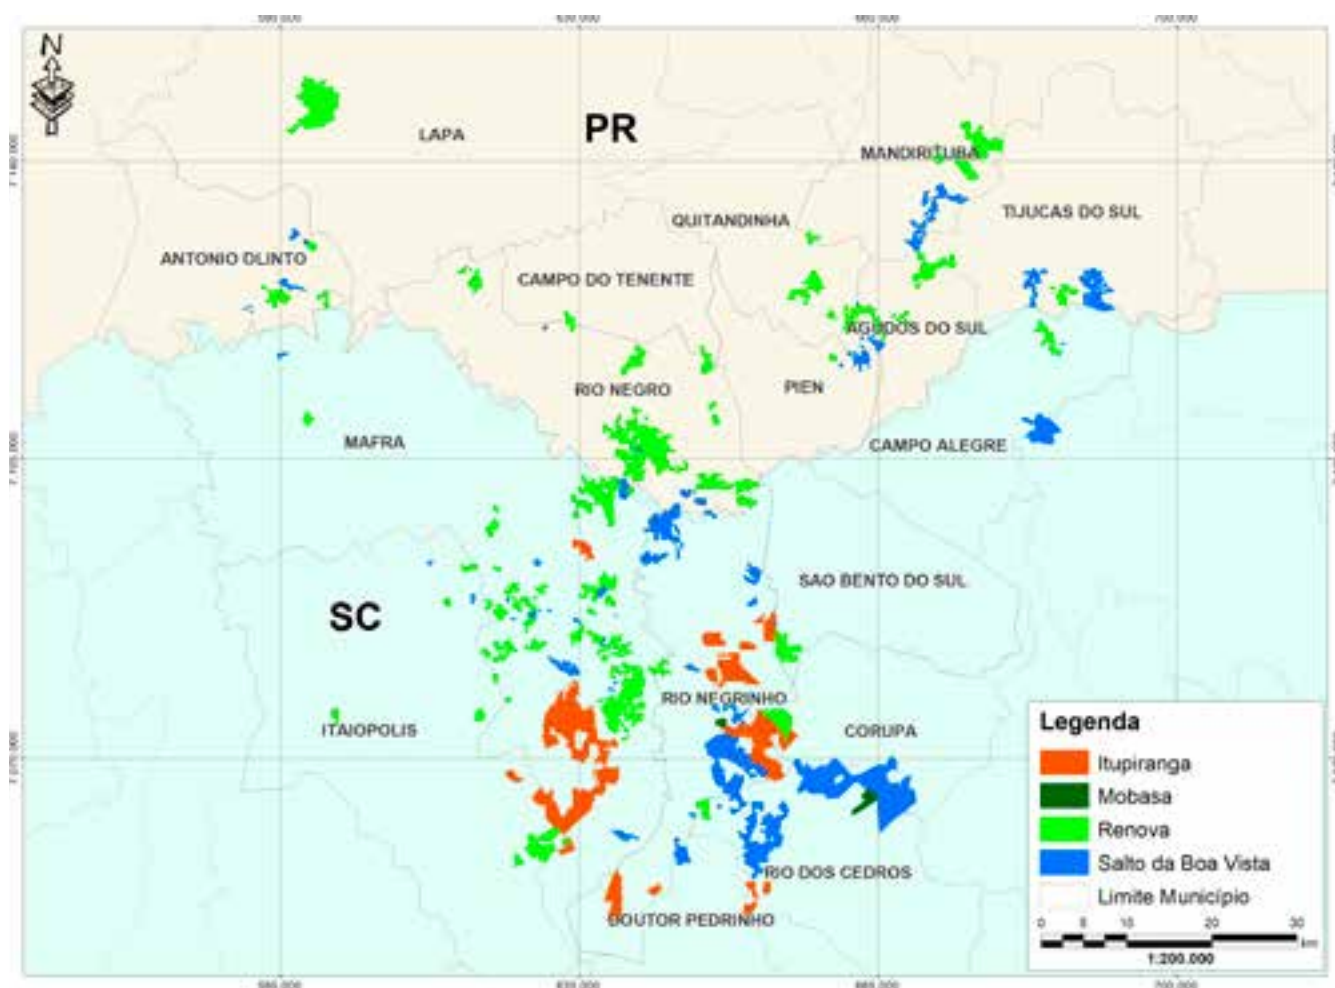 N
PR
LAPA
MANDIRITUBA
TIJUCAS DO SUL
QUITANDINHA
ANTONIO OLINTO
CAMPO DO TENENTE
AGUDOS DO SUL
RIO NEGRO
PIEN
MAFRA
CAMPO ALEGRE
SAO BENTO DO SUL
SC
RIO NEGRINHO
ITAIOPOLIS
CORUPA
RIO DOS CEDROS
DOUTOR PEDRINHO
Legenda
Itupiranga
Mobasa
Renova
Salto da Boa Vista
Limite Município
0 5 10 20 30
km
1:200.000